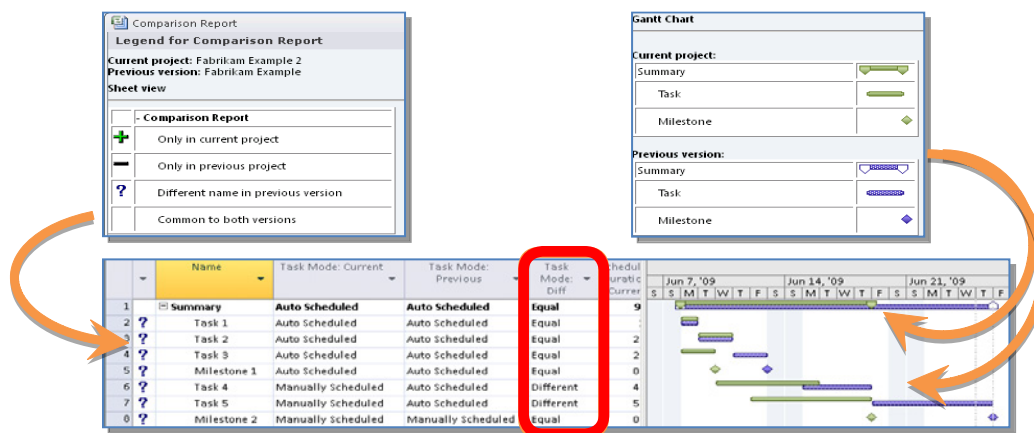 Comparison Report
Legend for Comparison Report
Current project: Fabrikam Example 2
Previous version: Fabrikam Example
Sheet view
- Comparison Report
+ Only in current project
− Only in previous project
? Different name in previous version
Common to both versions
Gantt Chart
Current project:
Summary
Task
Milestone
Previous version:
Summary
Task
Milestone
Name Task Mode: Current Task Mode: Previous Task Mode: Diff
Jun 7, '09 Jun 14, '09 Jun 21, '09
S S M T W T F S S M T W T F S S M T W T F
1 Summary Auto Scheduled Auto Scheduled Equal 9
2 ? Task 1 Auto Scheduled Auto Scheduled Equal
3 ? Task 2 Auto Scheduled Auto Scheduled Equal 2
4 ? Task 3 Auto Scheduled Auto Scheduled Equal 2
5 ? Milestone 1 Auto Scheduled Auto Scheduled Equal 0
6 ? Task 4 Manually Scheduled Auto Scheduled Different 4
7 ? Task 5 Manually Scheduled Auto Scheduled Different 5
8 ? Milestone 2 Manually Scheduled Manually Scheduled Equal 0